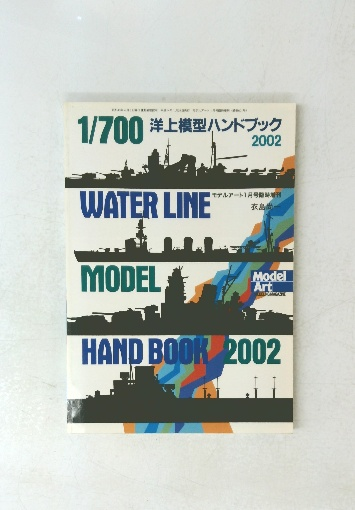 1/700 洋上模型ハンドブック
2002
モデルアート1月号臨時増刊
WATER LINE
MODEL
Model
Art
HAND BOOK 2002